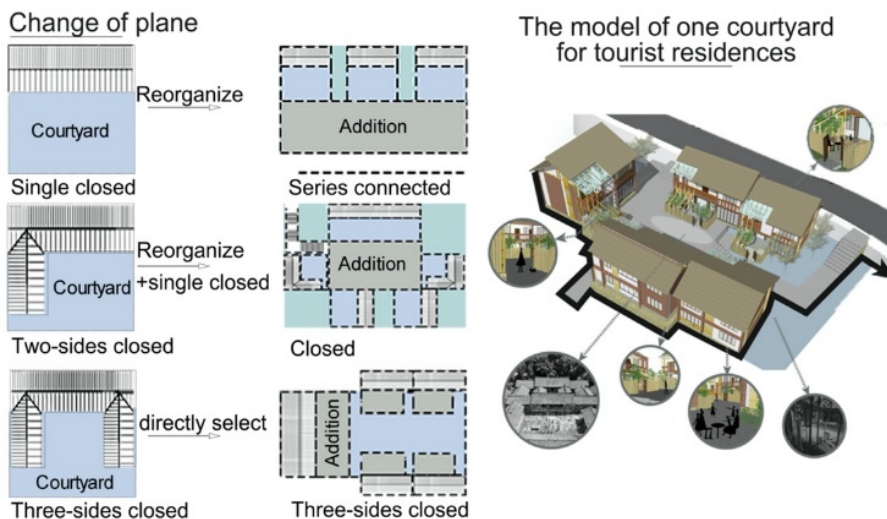 Change of plane
Courtyard
Reorganize
Addition
Single closed
Series connected
Courtyard
Reorganize
+single closed
Addition
Two-sides closed
Closed
Courtyard
directly select
Addition
Three-sides closed
Three-sides closed
The model of one courtyard
for tourist residences